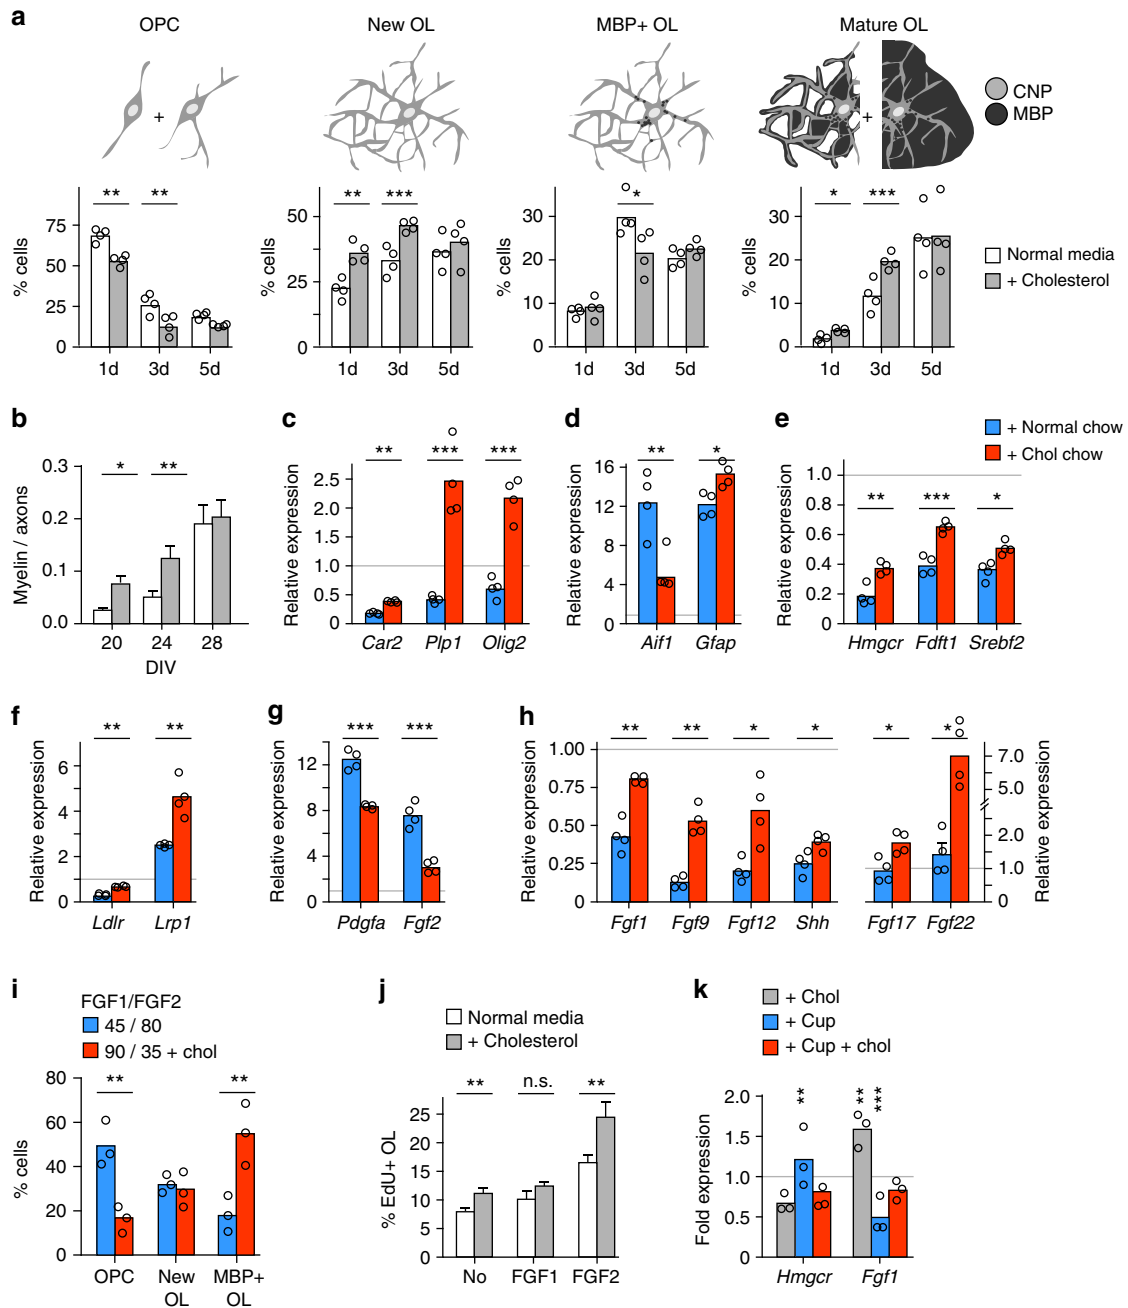 a
OPC
New OL
MBP+ OL
Mature OL
+
+
CNP
MBP
** **
** ***
*
* ***
% cells
75
50
25
0
1d 3d 5d
% cells
50
25
0
1d 3d 5d
% cells
30
20
10
0
1d 3d 5d
% cells
30
20
10
0
1d 3d 5d
Normal media
+ Cholesterol
b
* **
Myelin / axons
0.3
0.2
0.1
0.0
20 24 28
DIV
c
** *** ***
Relative expression
2.5
2.0
1.5
1.0
0.5
0
Car2 Plp1 Olig2
d
** *
Relative expression
16
12
8
4
0
Aif1 Gfap
e
+ Normal chow
+ Chol chow
** *** *
Relative expression
1.0
0.8
0.6
0.4
0.2
0
Hmgcr Fdft1 Srebf2
f
** **
Relative expression
6
4
2
0
Ldlr Lrp1
g
*** ***
Relative expression
12
8
4
0
Pdgfa Fgf2
h
** ** * * * *
Relative expression
1.00
0.75
0.50
0.25
0
Fgf1 Fgf9 Fgf12 Shh Fgf17 Fgf22
7.0
5.0
2.0
1.0
0
Relative expression
i
FGF1/FGF2
45 / 80
90 / 35 + chol
** **
% cells
80
60
40
20
0
OPC New OL MBP+ OL
j
Normal media
+ Cholesterol
** n.s. **
% EdU+ OL
25
20
15
10
5
0
No FGF1 FGF2
k
+ Chol
+ Cup
+ Cup + chol
** ** ***
Fold expression
2.0
1.5
1.0
0.5
0
Hmgcr Fgf1